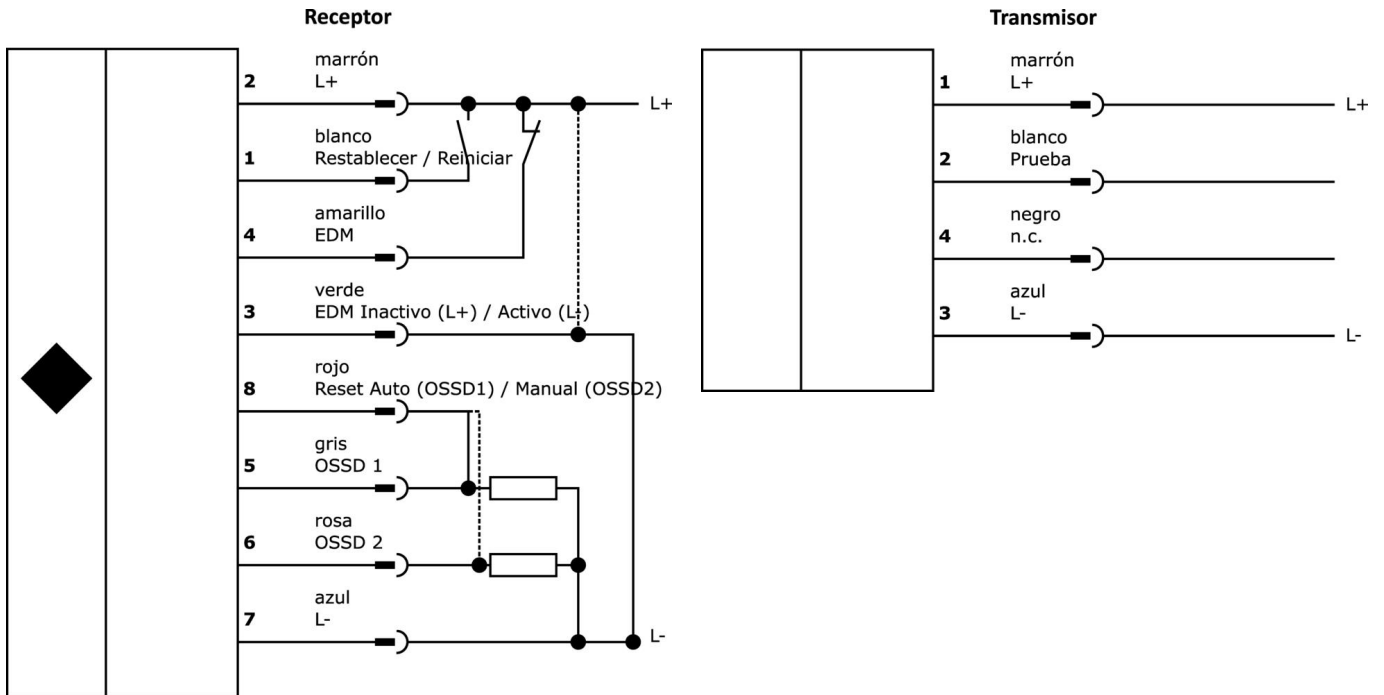 Receptor
2
marrón
L+
L+
1
blanco
Restablecer / Reiniciar
4
amarillo
EDM
3
verde
EDM Inactivo (L+) / Activo (L-)
8
rojo
Reset Auto (OSSD1) / Manual (OSSD2)
5
gris
OSSD 1
6
rosa
OSSD 2
7
azul
L-
L-
Transmisor
1
marrón
L+
L+
2
blanco
Prueba
4
negro
n.c.
3
azul
L-
L-